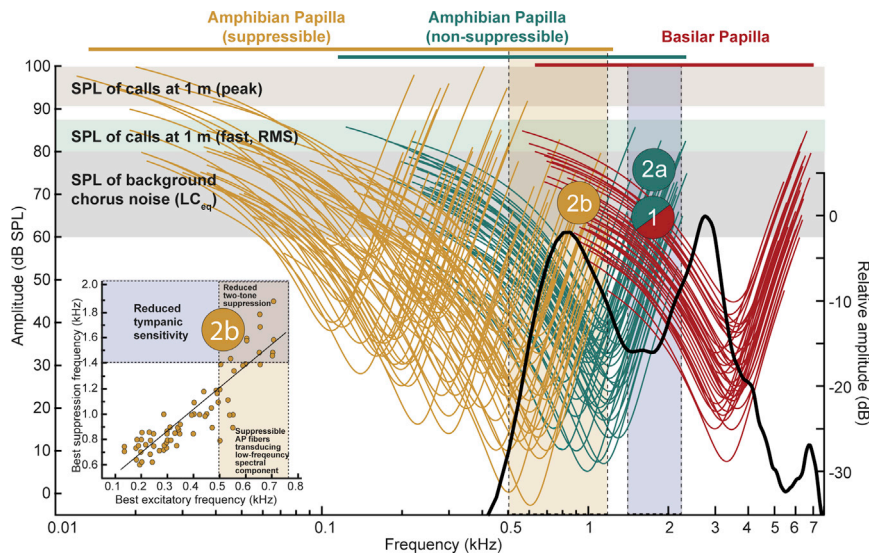 Amphibian Papilla
(suppressible)
Amphibian Papilla
(non-suppressible)
Basilar Papilla
100
90
80
70
60
50
40
30
20
10
0
Amplitude (dB SPL)
SPL of calls at 1 m (peak)
SPL of calls at 1 m (fast, RMS)
SPL of background
chorus noise (LCeq)
2b
2a
1
0
-10
-20
-30
Relative amplitude (dB)
0.01
0.1
0.5
1
2
3
4
5
6
7
Frequency (kHz)
2.0
1.8
1.6
1.4
1.2
1.0
0.8
0.6
Best suppression frequency (kHz)
Reduced
tympanic
sensitivity
2b
Reduced
two-tone
suppression
Suppressible
AP fibers
transducing
low-frequency
spectral
component
0.1
0.2
0.3
0.4
0.5
0.6
0.7
0.8
Best excitatory frequency (kHz)